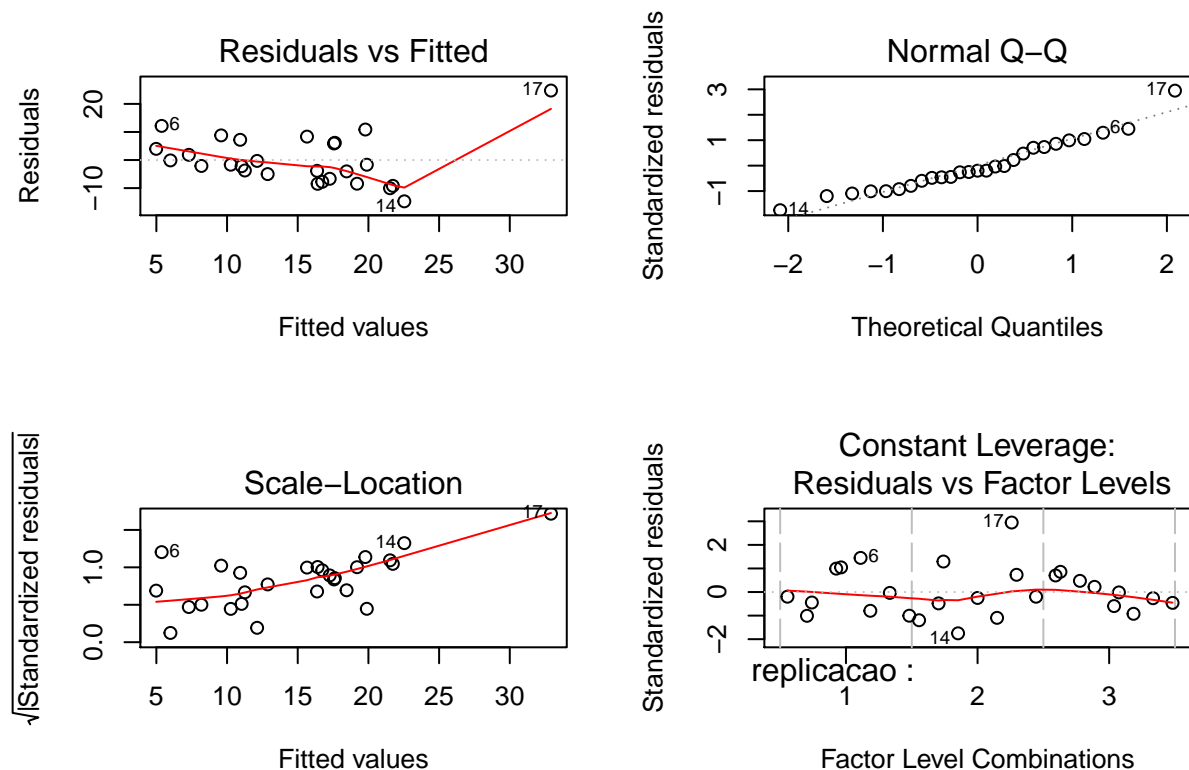 Residuals vs Fitted
Residuals
20
−10
6
14
17
5 10 15 20 25 30
Fitted values
Normal Q−Q
Standardized residuals
3
1
−1
14
6
17
−2 −1 0 1 2
Theoretical Quantiles
Scale−Location
√|Standardized residuals|
1.0
0.0
6
14
17
5 10 15 20 25 30
Fitted values
Constant Leverage:
Residuals vs Factor Levels
Standardized residuals
2
0
−2
17
6
14
replicacao :
1 2 3
Factor Level Combinations